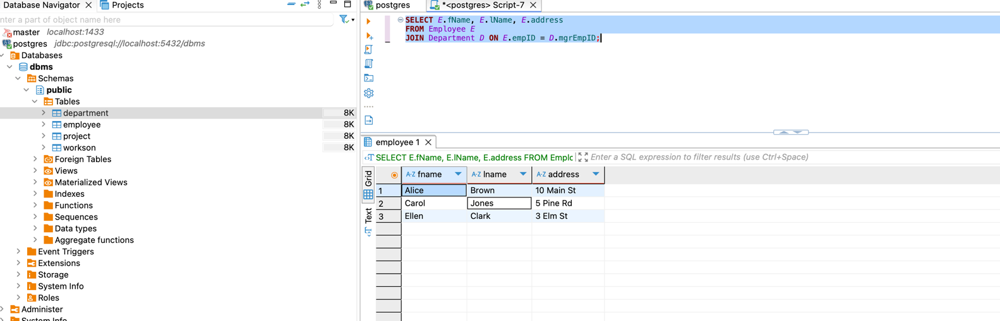 Database Navigator
Projects
nter a part of object name here
master localhost:1433
postgres jdbc:postgresql://localhost:5432/dbms
Databases
dbms
Schemas
public
Tables
department 8K
employee 8K
project 8K
workson 8K
Foreign Tables
Views
Materialized Views
Indexes
Functions
Sequences
Data types
Aggregate functions
Event Triggers
Extensions
Storage
System Info
Roles
Administer
System Info
postgres
*<postgres> Script-7
SELECT E.fName, E.lName, E.address
FROM Employee E
JOIN Department D ON E.empID = D.mgrEmpID;
employee 1
SELECT E.fName, E.lName, E.address FROM Emplc
Enter a SQL expression to filter results (use Ctrl+Space)
Grid
Text
A-Z fname A-Z lname A-Z address
1 Alice Brown 10 Main St
2 Carol Jones 5 Pine Rd
3 Ellen Clark 3 Elm St